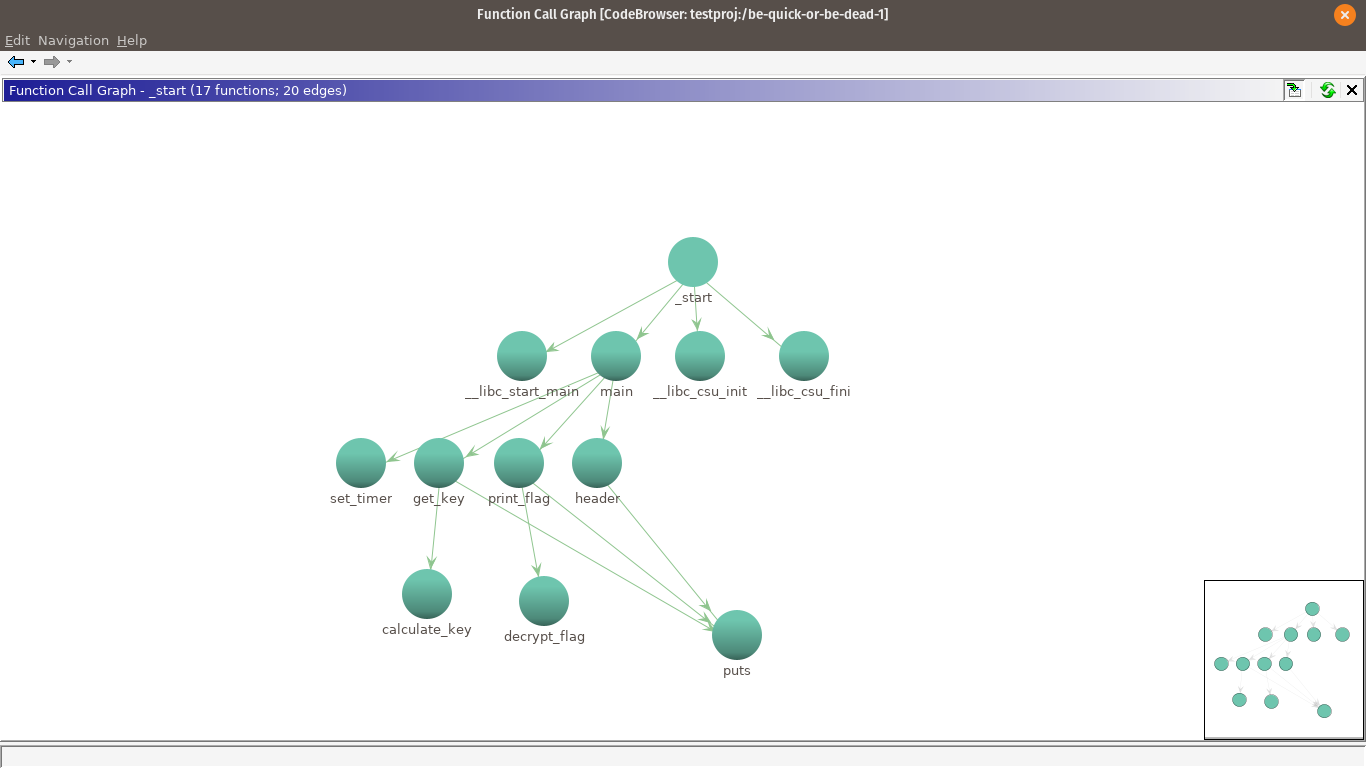 Function Call Graph [CodeBrowser: testproj:/be-quick-or-be-dead-1]
Edit Navigation Help
Function Call Graph - _start (17 functions; 20 edges)
_start
__libc_start_main main __libc_csu_init __libc_csu_fini
set_timer get_key print_flag header
calculate_key decrypt_flag
puts